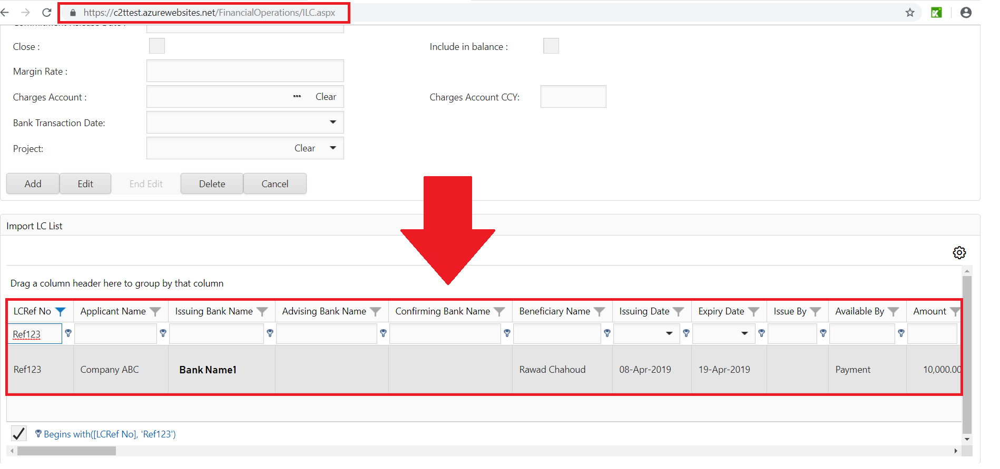 https://c2ttest.azurewebsites.net/FinancialOperations/ILC.aspx
Commitment Release Date :
Close :
Include in balance :
Margin Rate :
Charges Account :
··· Clear
Charges Account CCY:
Bank Transaction Date:
Project:
Clear
Add Edit End Edit Delete Cancel
Import LC List
Drag a column header here to group by that column
LCRef No Applicant Name Issuing Bank Name Advising Bank Name Confirming Bank Name Beneficiary Name Issuing Date Expiry Date Issue By Available By Amount
Ref123
Ref123 Company ABC Bank Name1 Rawad Chahoud 08-Apr-2019 19-Apr-2019 Payment 10,000.00
Begins with([LCRef No], 'Ref123')